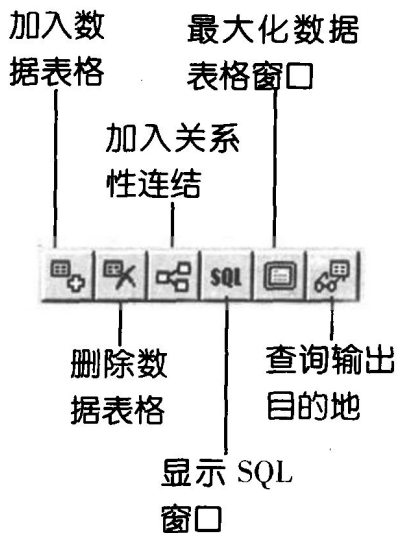 加入数
据表格
最大化数据
表格窗口
加入关系
性连结
SQL
删除数
据表格
查询输出
目的地
显示 SQL
窗口